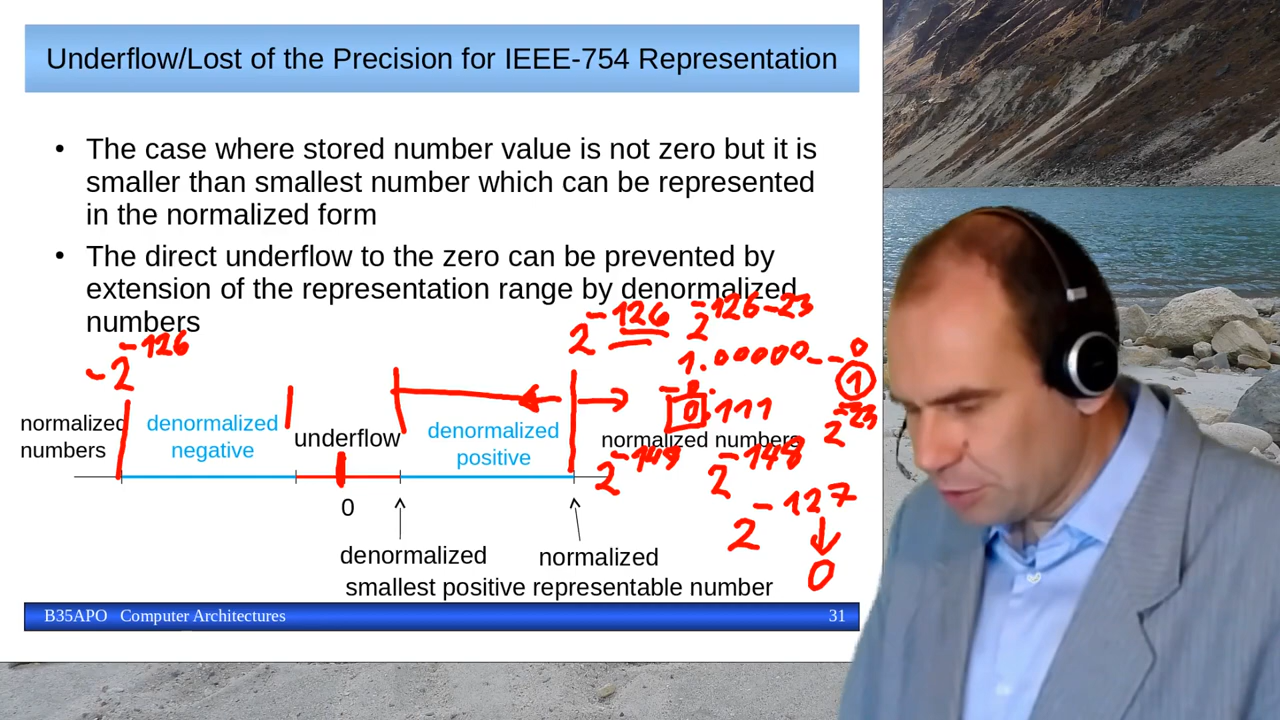 Underflow/Lost of the Precision for IEEE-754 Representation
• The case where stored number value is not zero but it is
smaller than smallest number which can be represented
in the normalized form
• The direct underflow to the zero can be prevented by
extension of the representation range by denormalized
numbers
-2^-126
2^-126
2^-126-23
1.00000--0
1
0.111
2^-23
normalized
numbers
denormalized
negative
underflow
denormalized
positive
normalized numbers
2^-149
2^-148
2^-127
0
0
denormalized
normalized
smallest positive representable number
B35APO Computer Architectures
31